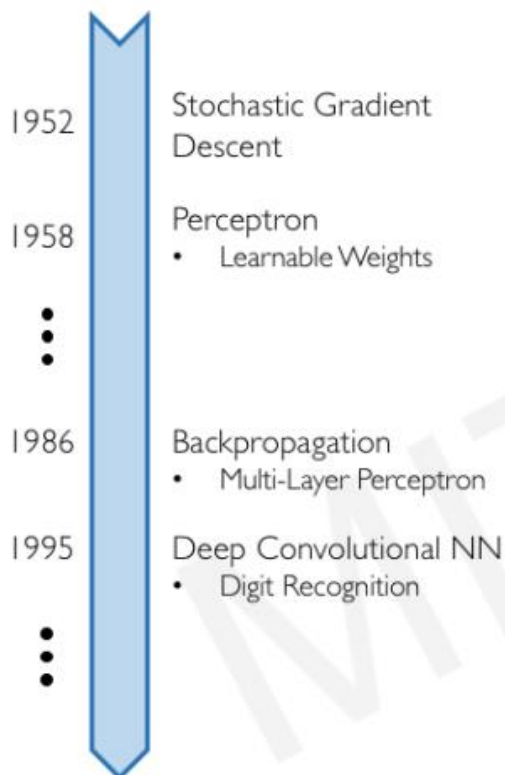 1952
Stochastic Gradient
Descent
1958
Perceptron
• Learnable Weights
1986
Backpropagation
• Multi-Layer Perceptron
1995
Deep Convolutional NN
• Digit Recognition